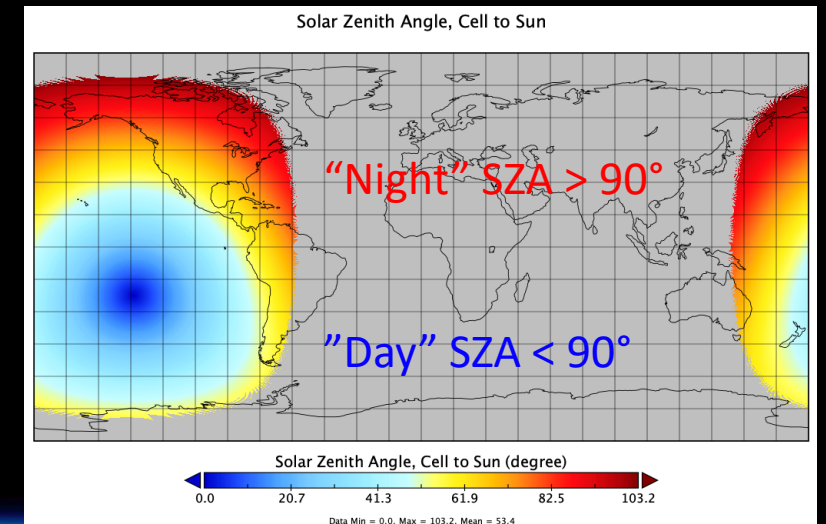 Solar Zenith Angle, Cell to Sun
“Night” SZA > 90°
”Day” SZA < 90°
Solar Zenith Angle, Cell to Sun (degree)
0.0 20.7 41.3 61.9 82.5 103.2
Data Min = 0.0, Max = 103.2, Mean = 53.4